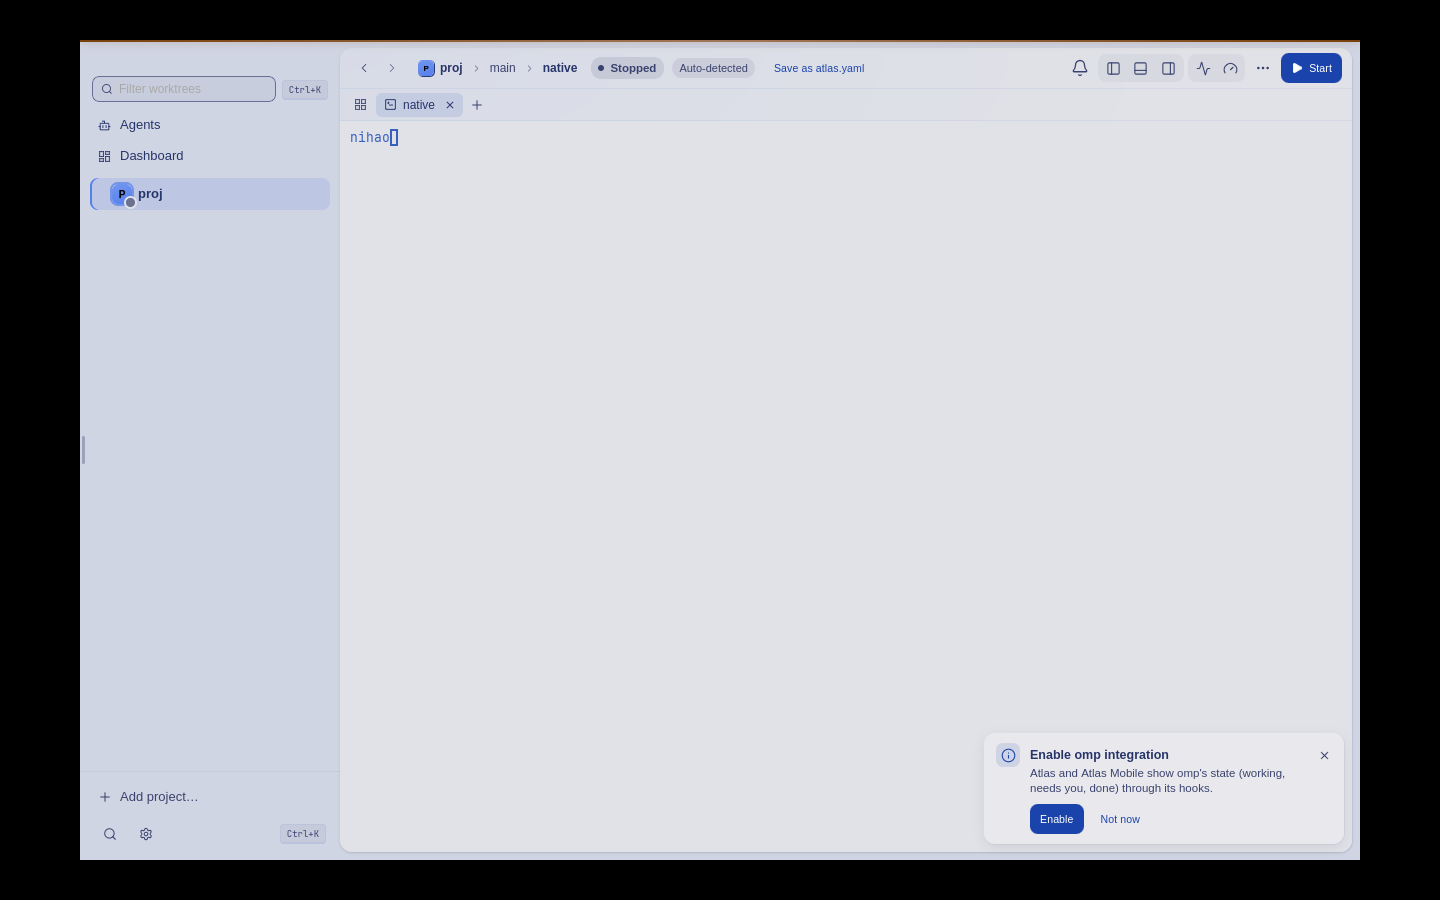 Filter worktrees
Ctrl+K
Agents
Dashboard
P proj
Add project…
Ctrl+K
P proj > main > native
Stopped
Auto-detected
Save as atlas.yaml
Start
native
nihao
Enable omp integration
Atlas and Atlas Mobile show omp's state (working,
needs you, done) through its hooks.
Enable
Not now